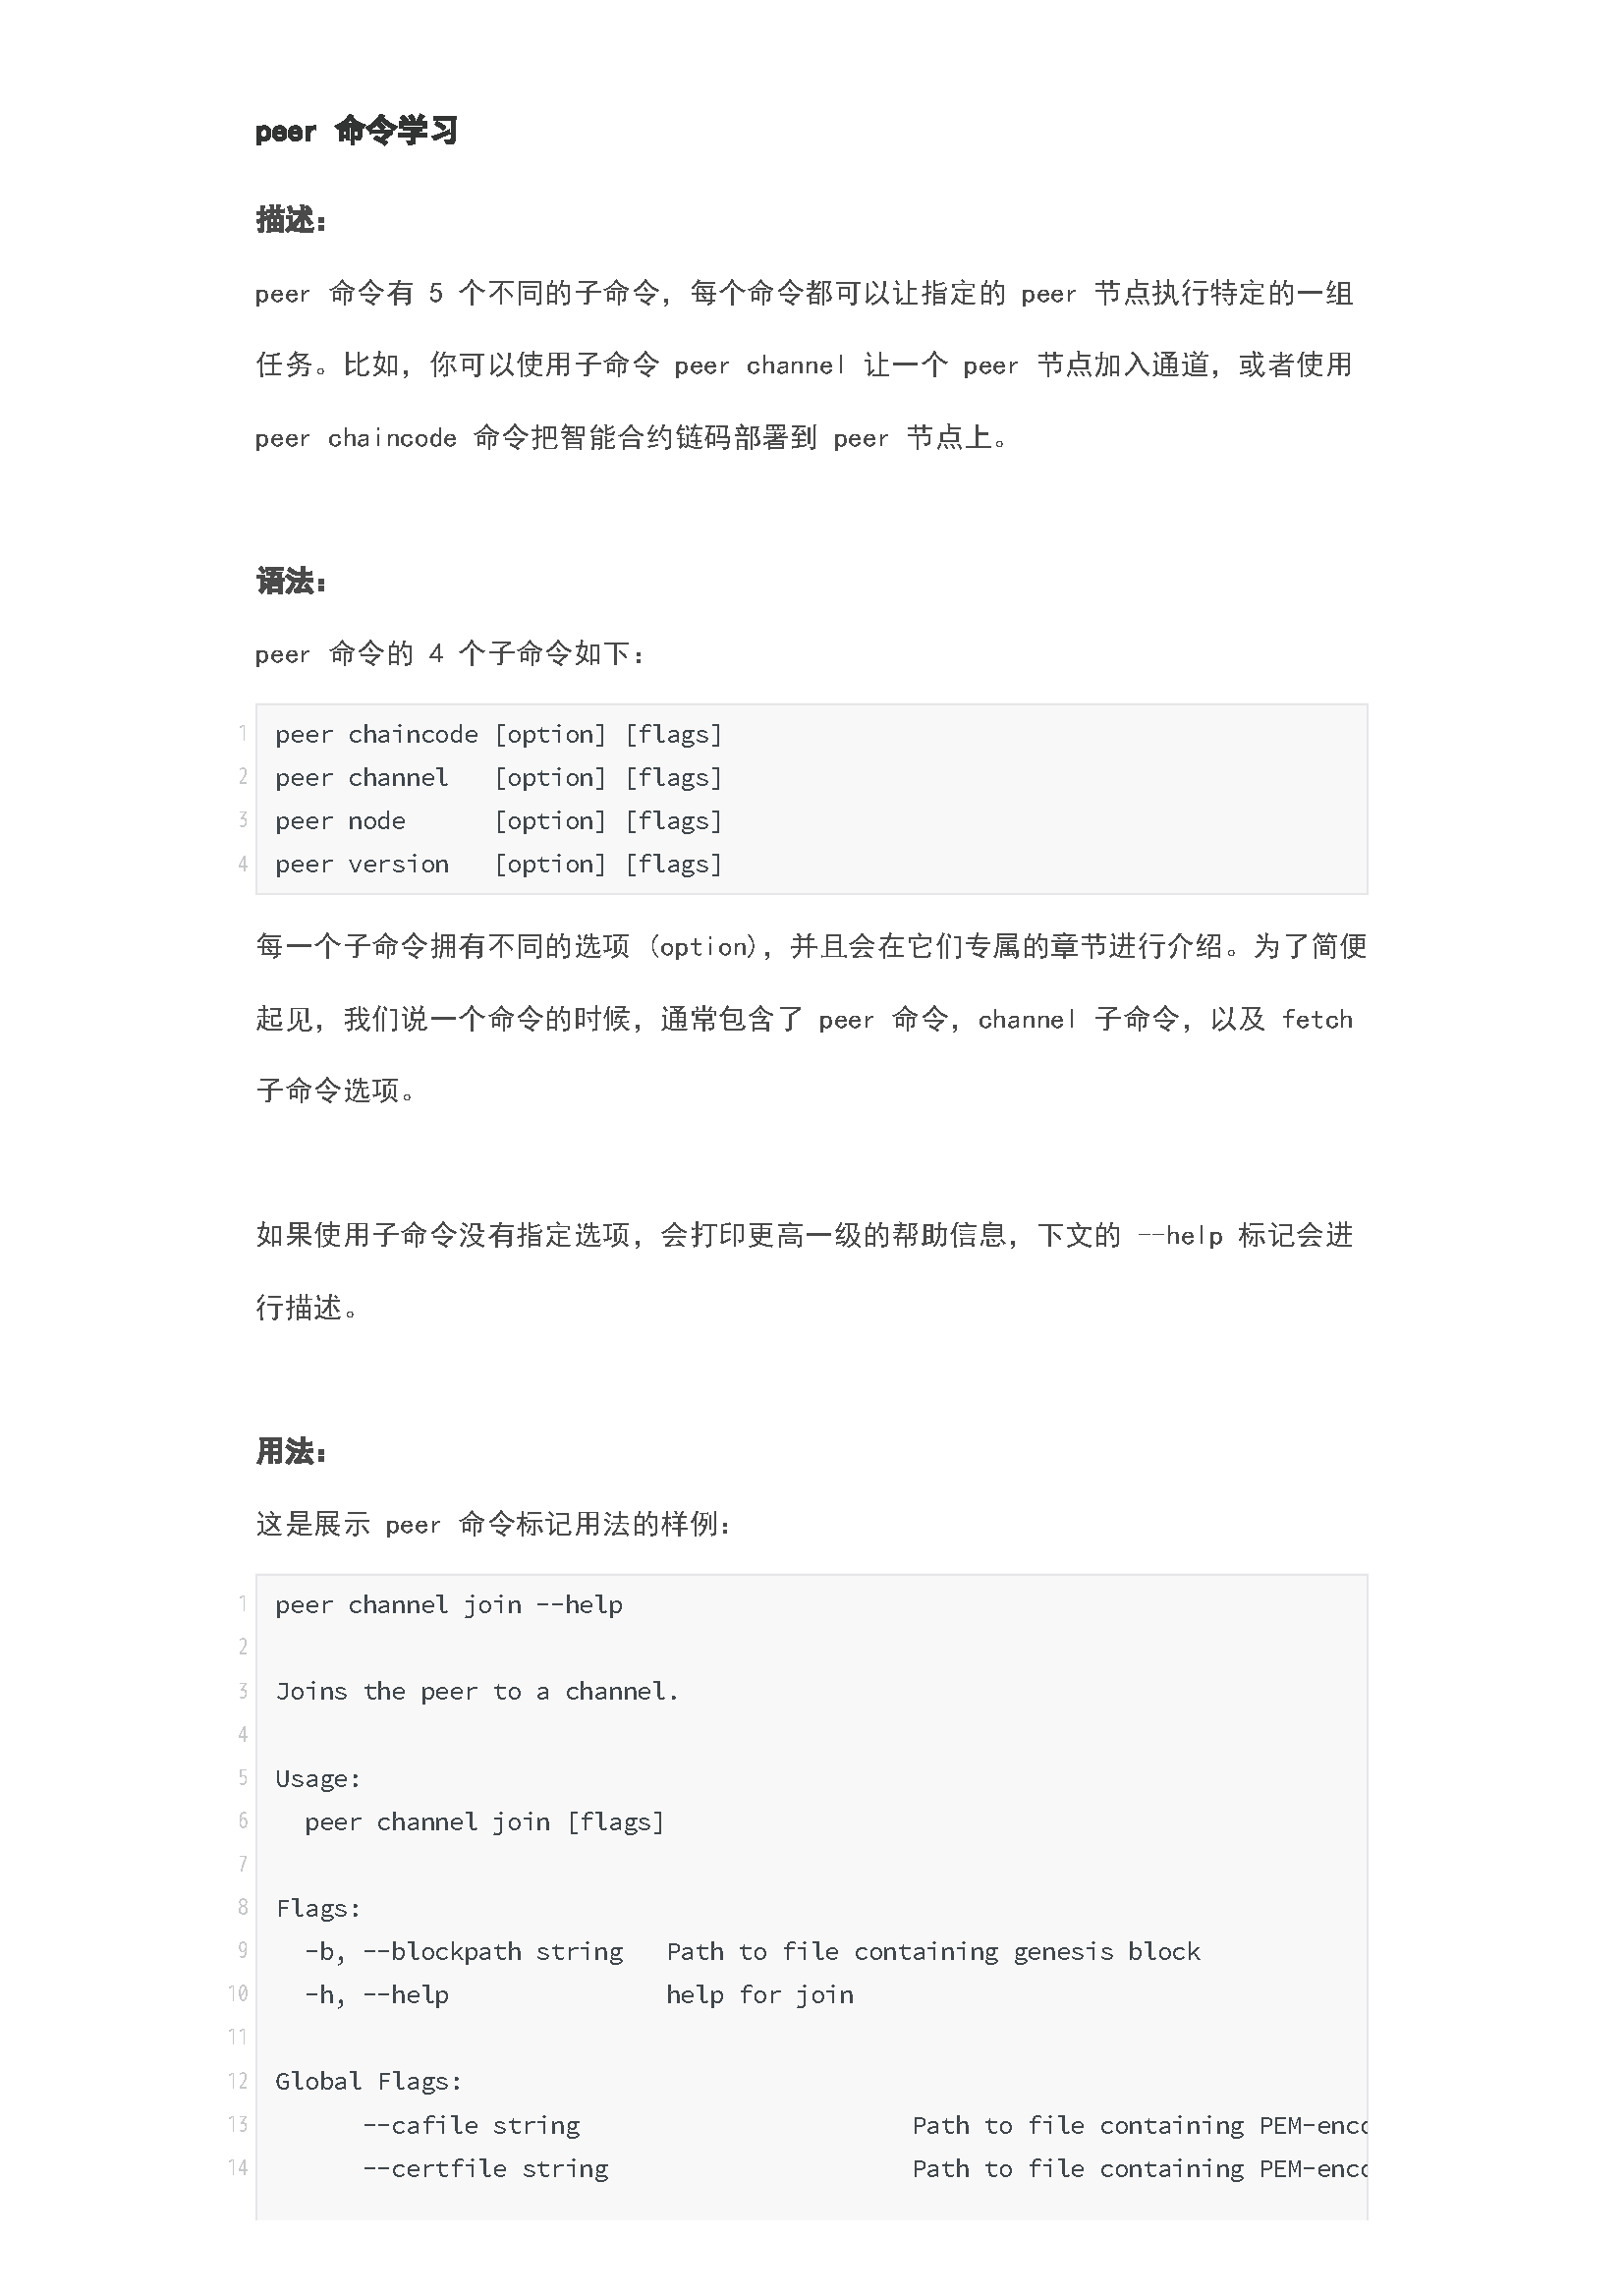 peer 命令学习
描述：
peer 命令有 5 个不同的子命令，每个命令都可以让指定的 peer 节点执行特定的一组
任务。比如，你可以使用子命令 peer channel 让一个 peer 节点加入通道，或者使用
peer chaincode 命令把智能合约链码部署到 peer 节点上。
语法：
peer 命令的 4 个子命令如下：
1 peer chaincode [option] [flags]
2 peer channel   [option] [flags]
3 peer node      [option] [flags]
4 peer version   [option] [flags]
每一个子命令拥有不同的选项 (option)，并且会在它们专属的章节进行介绍。为了简便
起见，我们说一个命令的时候，通常包含了 peer 命令，channel 子命令，以及 fetch
子命令选项。
如果使用子命令没有指定选项，会打印更高一级的帮助信息，下文的 --help 标记会进
行描述。
用法：
这是展示 peer 命令标记用法的样例：
1 peer channel join --help
2
3 Joins the peer to a channel.
4
5 Usage:
6   peer channel join [flags]
7
8 Flags:
9   -b, --blockpath string   Path to file containing genesis block
10   -h, --help               help for join
11
12 Global Flags:
13       --cafile string                       Path to file containing PEM-enc
14       --certfile string                     Path to file containing PEM-enc